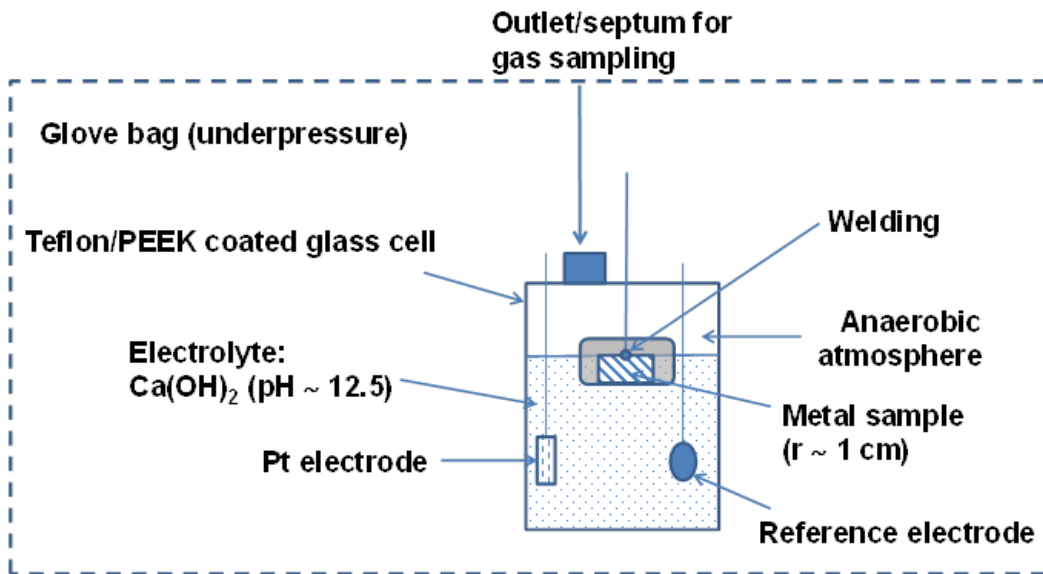 Outlet/septum for
gas sampling
Glove bag (underpressure)
Teflon/PEEK coated glass cell
Welding
Anaerobic
atmosphere
Electrolyte:
Ca(OH)₂ (pH ~ 12.5)
Metal sample
(r ~ 1 cm)
Pt electrode
Reference electrode